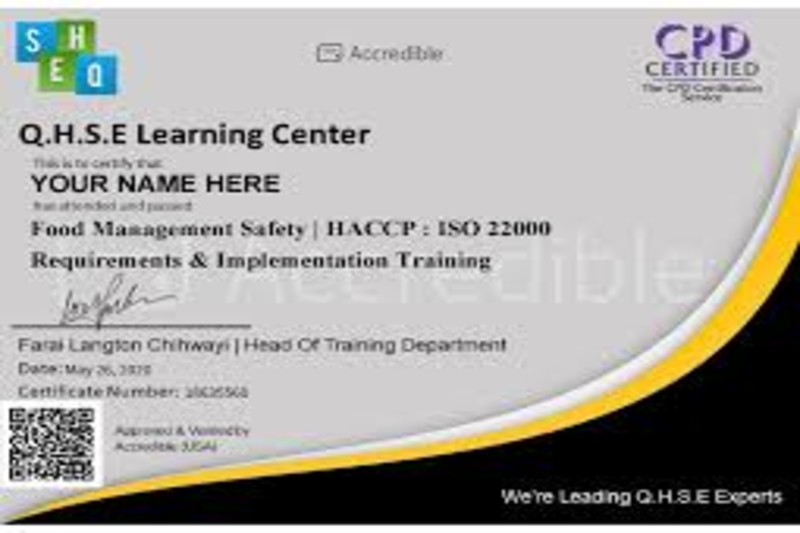 S H
E Q
Accredible
CPD
CERTIFIED
The CPD Certification
Service
Q.H.S.E Learning Center
This is to certify that
YOUR NAME HERE
has attended and passed
Food Management Safety | HACCP : ISO 22000
Requirements & Implementation Training
Accredible
Farai Langton Chihwayi | Head Of Training Department
Date: May 26, 2020
Certificate Number:
Approved & Verified by
Accredible (USA)
We're Leading Q.H.S.E Experts